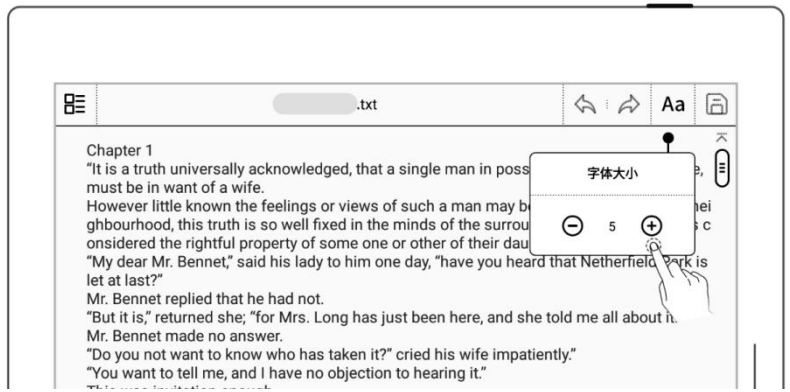 .txt
Aa
Chapter 1
“It is a truth universally acknowledged, that a single man in poss e,
must be in want of a wife.
However little known the feelings or views of such a man may b nei
ghbourhood, this truth is so well fixed in the minds of the surrou s c
onsidered the rightful property of some one or other of their dau
“My dear Mr. Bennet,” said his lady to him one day, “have you heard that Netherfield Park is
let at last?”
Mr. Bennet replied that he had not.
“But it is,” returned she; “for Mrs. Long has just been here, and she told me all about it.
Mr. Bennet made no answer.
“Do you not want to know who has taken it?” cried his wife impatiently.”
“You want to tell me, and I have no objection to hearing it.”
This was invitation enough
字体大小
5